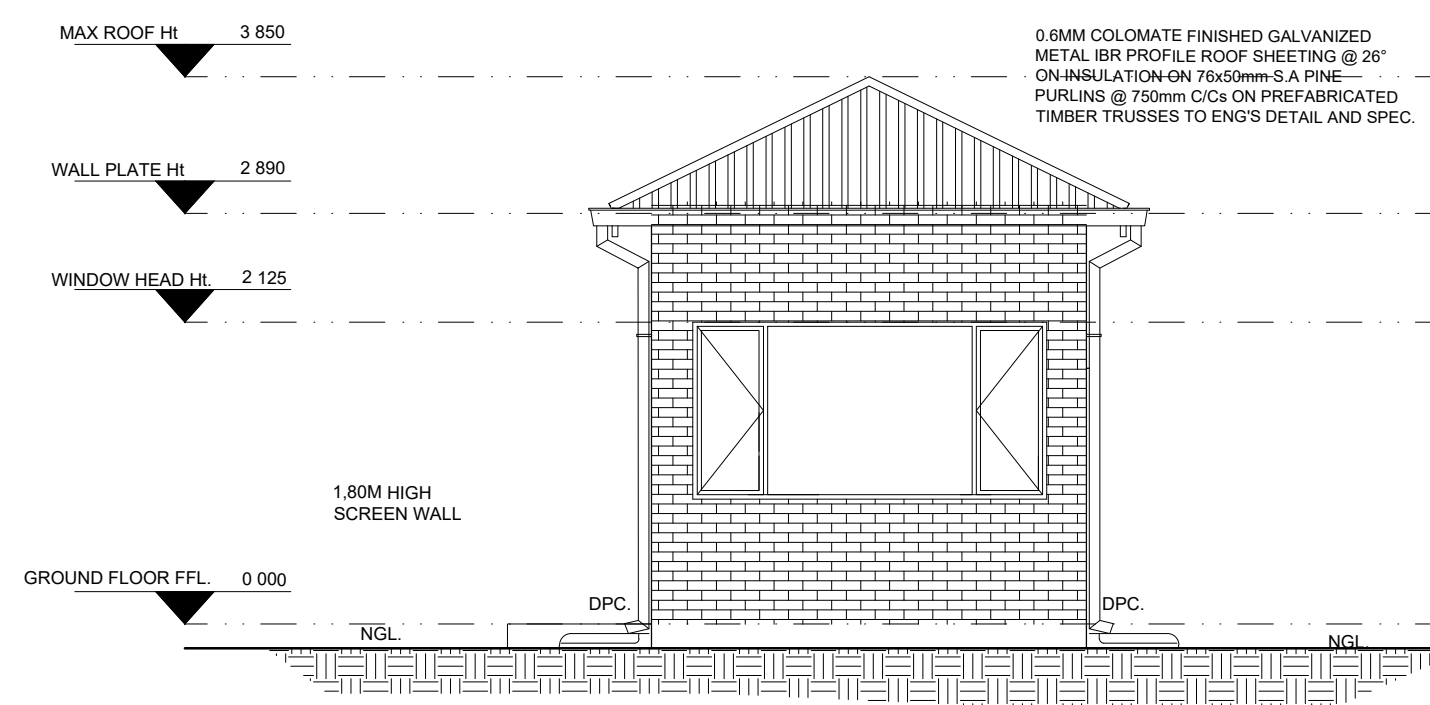 MAX ROOF Ht 3 850
0.6MM COLOMATE FINISHED GALVANIZED
METAL IBR PROFILE ROOF SHEETING @ 26°
ON INSULATION ON 76x50mm S.A PINE
PURLINS @ 750mm C/Cs ON PREFABRICATED
TIMBER TRUSSES TO ENG'S DETAIL AND SPEC.
WALL PLATE Ht 2 890
WINDOW HEAD Ht. 2 125
1,80M HIGH
SCREEN WALL
GROUND FLOOR FFL. 0 000
DPC.
DPC.
NGL.
NGL.